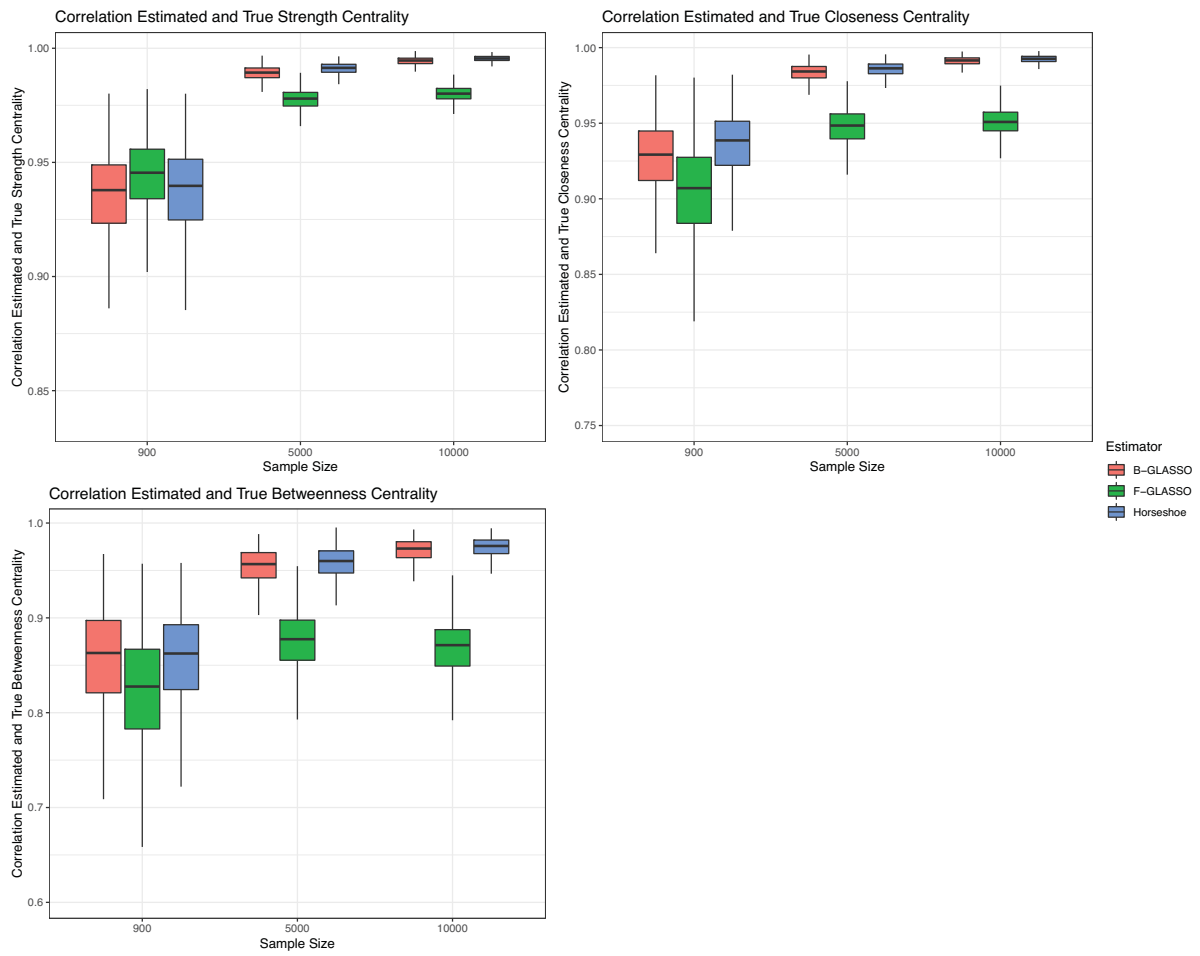 Correlation Estimated and True Strength Centrality
Correlation Estimated and True Strength Centrality
1.00
0.95
0.90
0.85
900
5000
10000
Sample Size
Correlation Estimated and True Closeness Centrality
Correlation Estimated and True Closeness Centrality
1.00
0.95
0.90
0.85
0.80
0.75
900
5000
10000
Sample Size
Estimator
B−GLASSO
F−GLASSO
Horseshoe
Correlation Estimated and True Betweenness Centrality
Correlation Estimated and True Betweenness Centrality
1.0
0.9
0.8
0.7
0.6
900
5000
10000
Sample Size